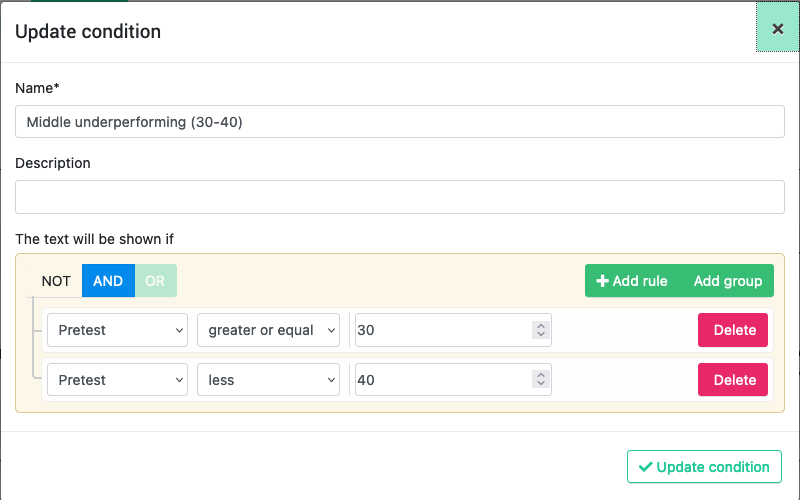 Update condition
Name*
Middle underperforming (30-40)
Description
The text will be shown if
NOT AND OR Add rule Add group
Pretest greater or equal 30 Delete
Pretest less 40 Delete
Update condition